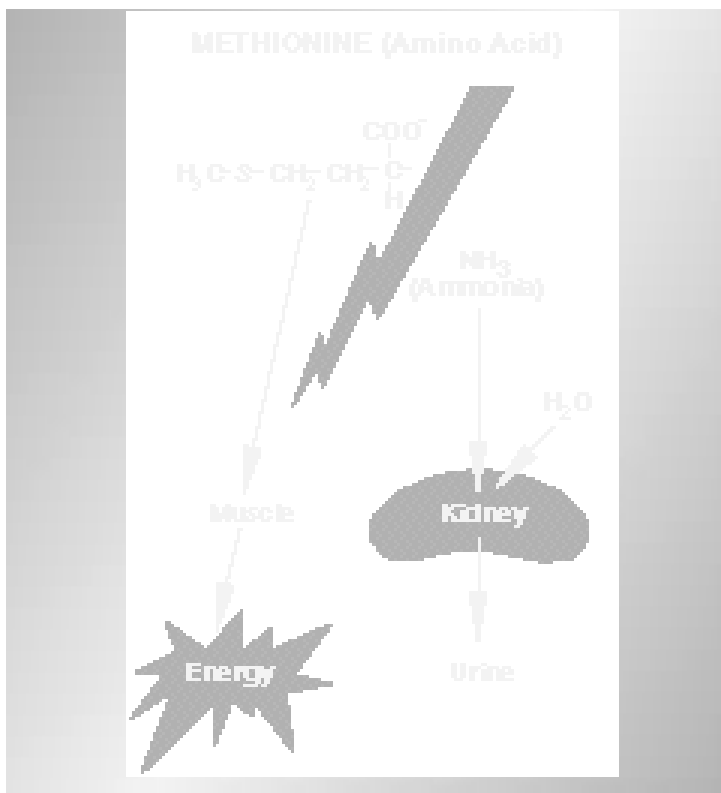 METHIONINE (Amino Acid)
COO⁻
H₃C-S-CH₂-CH₂-C-
H
NH₃
(Ammonia)
H₂O
Muscle
Kidney
Energy
Urine